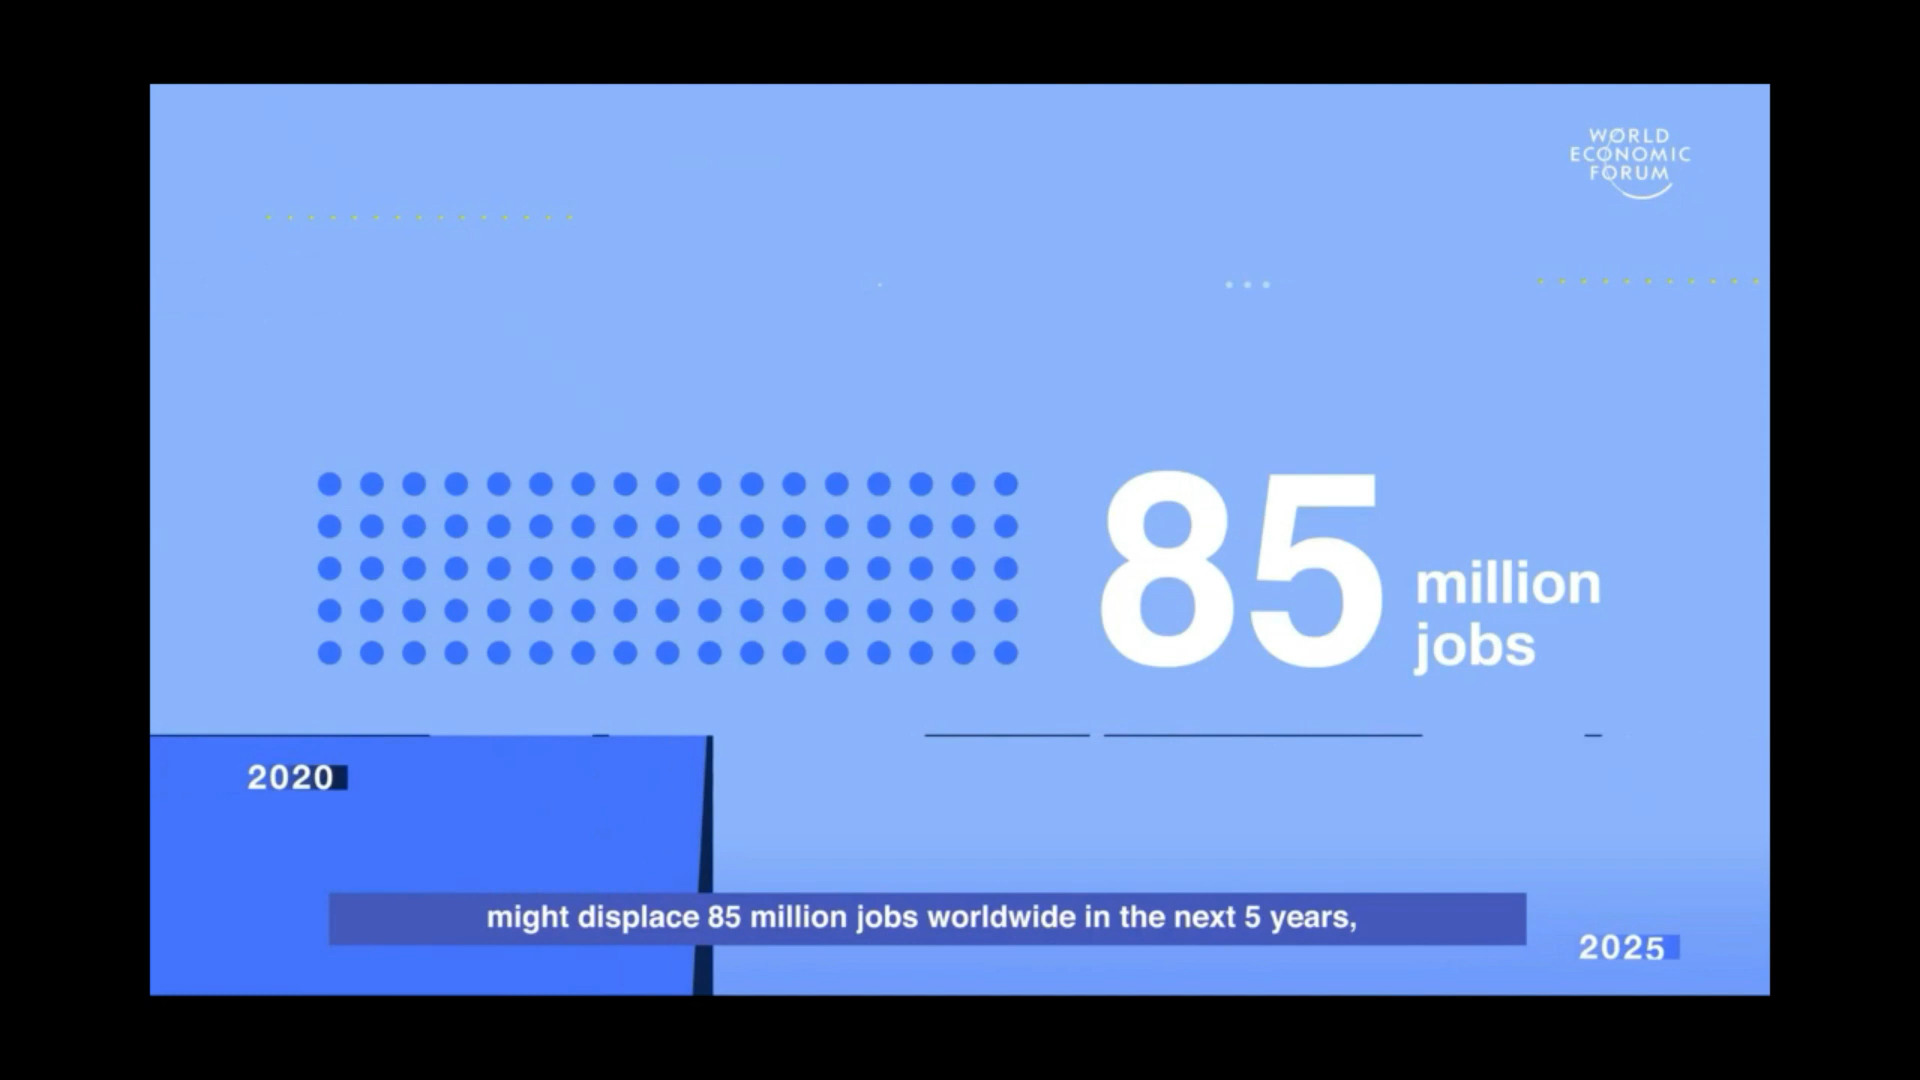 WORLD
ECONOMIC
FORUM
85
million
jobs
2020
might displace 85 million jobs worldwide in the next 5 years,
2025